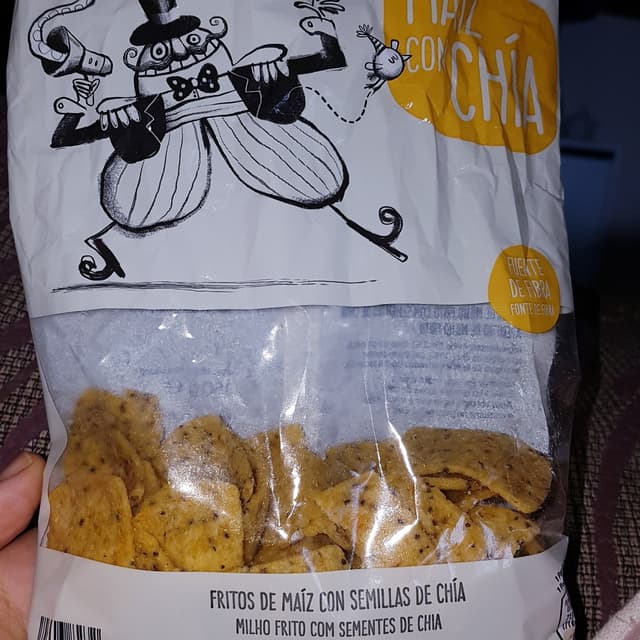 MAÍZ
CON
CHÍA
FUENTE
DE FIBRA
FONTE DE FIBRA
FRITOS DE MAÍZ CON SEMILLAS DE CHÍA
MILHO FRITO COM SEMENTES DE CHIA